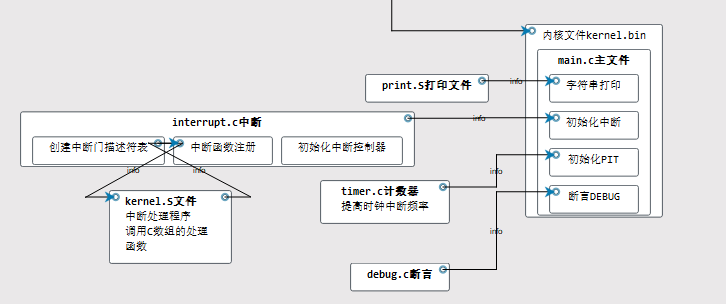 内核文件kernel.bin
main.c主文件
print.S打印文件
info
字符串打印
interrupt.c中断
info
初始化中断
创建中断门描述符表
中断函数注册
初始化中断控制器
info
info
info
初始化PIT
kernel.S文件
中断处理程序
调用C数组的处理
函数
timer.c计数器
提高时钟中断频率
断言DEBUG
info
debug.c断言